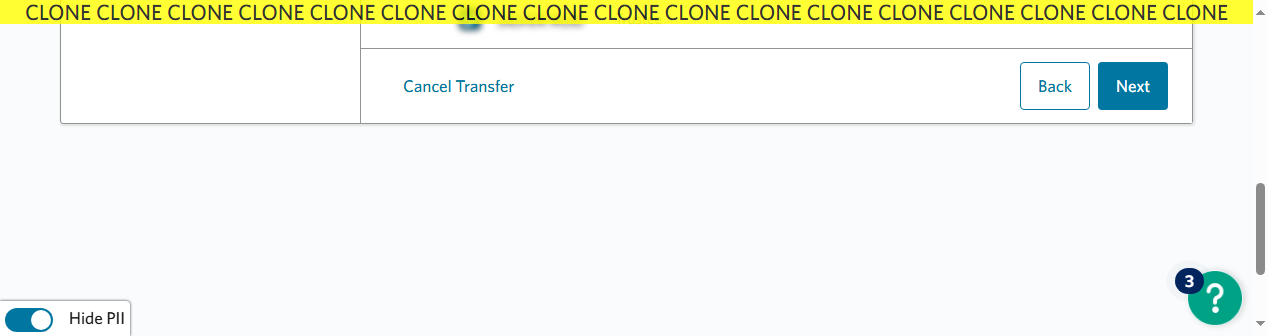 CLONE CLONE CLONE CLONE CLONE CLONE CLONE CLONE CLONE CLONE CLONE CLONE CLONE CLONE CLONE CLONE CLONE
Cancel Transfer
Back
Next
3
?
Hide PII